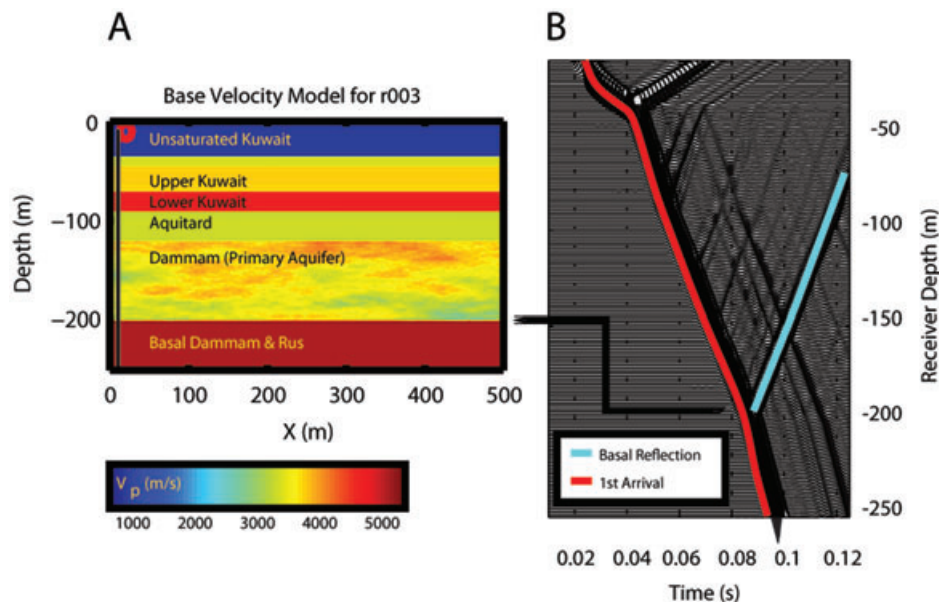 A
Base Velocity Model for r003
0
−100
−200
Depth (m)
Unsaturated Kuwait
Upper Kuwait
Lower Kuwait
Aquitard
Dammam (Primary Aquifer)
Basal Dammam & Rus
0 100 200 300 400 500
X (m)
V p (m/s)
1000 2000 3000 4000 5000
B
-50
-100
-150
-200
-250
Receiver Depth (m)
Basal Reflection
1st Arrival
0.02 0.04 0.06 0.08 0.1 0.12
Time (s)